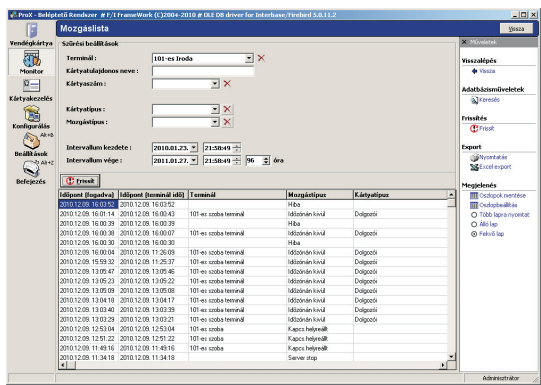 ProX - Beléptető Rendszer # F/I FrameWork (C)2004-2010 # OLE DB driver for Interbase/Firebird 5.0.11.2
Vendégkártya
Monitor
Kártyakezelés
Konfigurálás
Alt+B
Beállítások
Alt+Z
Befejezés
Mozgáslista
Vissza
Szűrési beállítások
Terminál :
101-es Iroda
Kártyatulajdonos neve :
Kártyaszám :
Kártyatípus :
Mozgástípus :
Intervallum kezdete :
2010.01.23.
21:58:49
Intervallum vége :
2011.01.27.
21:58:49
96
óra
Frissít
Időpont (fogadva) Időpont (terminál idő) Terminál Mozgástípus Kártyatípus
2010.12.09. 16:03:52 2010.12.09. 16:03:52 Hiba
2010.12.09. 16:01:14 2010.12.09. 16:00:43 101-es szoba terminál Időzónán kívül Dolgozói
2010.12.09. 16:00:39 2010.12.09. 16:00:39 Hiba
2010.12.09. 16:00:38 2010.12.09. 16:00:07 101-es szoba terminál Időzónán kívül Dolgozói
2010.12.09. 16:00:30 2010.12.09. 16:00:30 Hiba
2010.12.09. 16:00:04 2010.12.09. 11:26:09 101-es szoba terminál Időzónán kívül Dolgozói
2010.12.09. 15:59:32 2010.12.09. 11:25:37 101-es szoba terminál Időzónán kívül Dolgozói
2010.12.09. 13:05:47 2010.12.09. 13:05:46 101-es szoba terminál Időzónán kívül Dolgozói
2010.12.09. 13:05:23 2010.12.09. 13:05:22 101-es szoba terminál Időzónán kívül Dolgozói
2010.12.09. 13:05:09 2010.12.09. 13:05:08 101-es szoba terminál Időzónán kívül Dolgozói
2010.12.09. 13:04:18 2010.12.09. 13:04:17 101-es szoba terminál Időzónán kívül Dolgozói
2010.12.09. 13:03:40 2010.12.09. 13:03:39 101-es szoba terminál Időzónán kívül Dolgozói
2010.12.09. 13:03:29 2010.12.09. 13:03:21 101-es szoba terminál Időzónán kívül Dolgozói
2010.12.09. 12:53:04 2010.12.09. 12:53:04 101-es szoba Kapcs.helyreállt
2010.12.09. 12:51:22 2010.12.09. 12:51:22 101-es szoba Kapcs.helyreállt
2010.12.09. 11:49:16 2010.12.09. 11:49:16 101-es szoba Kapcs.helyreállt
2010.12.09. 11:34:18 2010.12.09. 11:34:18 Server stop
Műveletek
Visszalépés
Vissza
Adatbázisműveletek
Keresés
Frissítés
Frissít
Export
Nyomtatás
Excel export
Megjelenés
Oszlopok mentése
Oszlopbeállítás
Több lapra nyomtat
Álló lap
Fekvő lap
Adminisztrátor